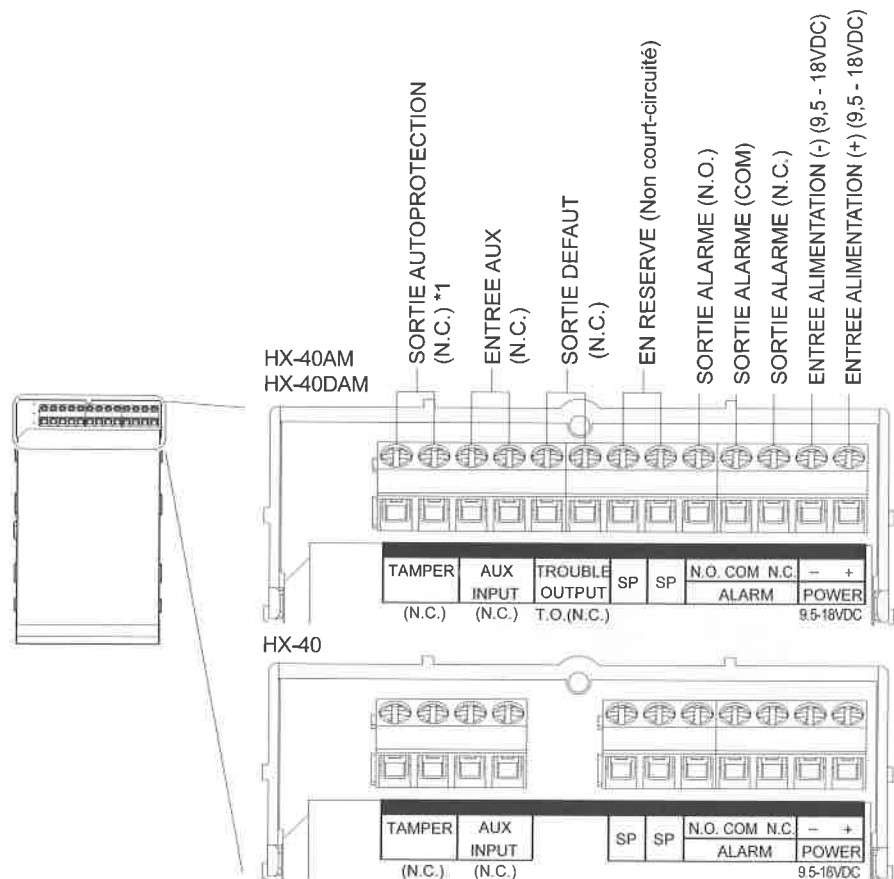 SORTIE AUTOPROTECTION
(N.C.) *1
ENTREE AUX
(N.C.)
SORTIE DEFAUT
(N.C.)
EN RESERVE (Non court-circuité)
SORTIE ALARME (N.O.)
SORTIE ALARME (COM)
SORTIE ALARME (N.C.)
ENTREE ALIMENTATION (-) (9,5 - 18VDC)
ENTREE ALIMENTATION (+) (9,5 - 18VDC)
HX-40AM
HX-40DAM
TAMPER
(N.C.)
AUX
INPUT
(N.C.)
TROUBLE
OUTPUT
T.O.(N.C.)
SP
SP
N.O. COM N.C.
ALARM
– +
POWER
9.5-18VDC
HX-40
TAMPER
(N.C.)
AUX
INPUT
(N.C.)
SP
SP
N.O. COM N.C.
ALARM
– +
POWER
9.5-18VDC